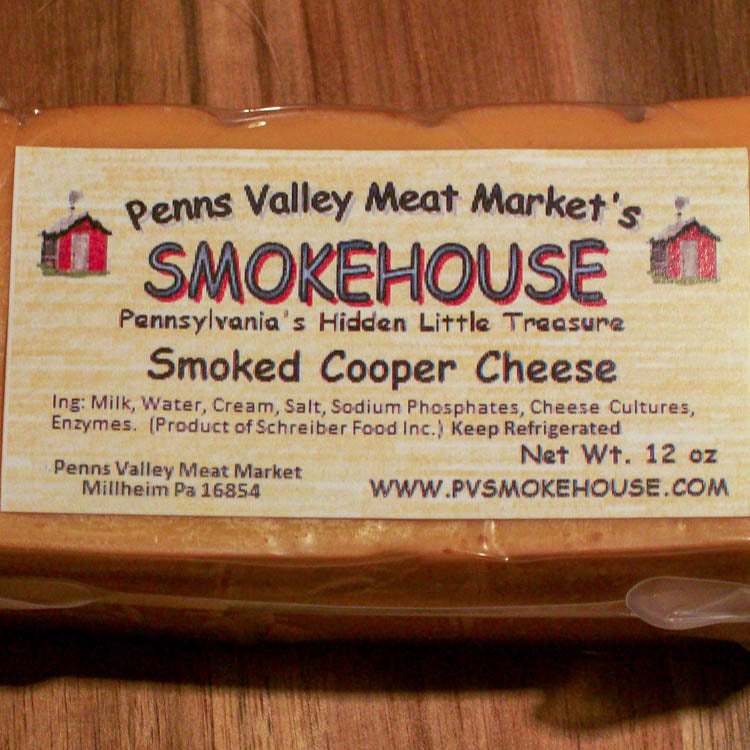 Penns Valley Meat Market's
SMOKEHOUSE
Pennsylvania's Hidden Little Treasure
Smoked Cooper Cheese
Ing: Milk, Water, Cream, Salt, Sodium Phosphates, Cheese Cultures,
Enzymes. (Product of Schreiber Food Inc.) Keep Refrigerated
Net Wt. 12 oz
Penns Valley Meat Market
Millheim Pa 16854
WWW.PVSMOKEHOUSE.COM